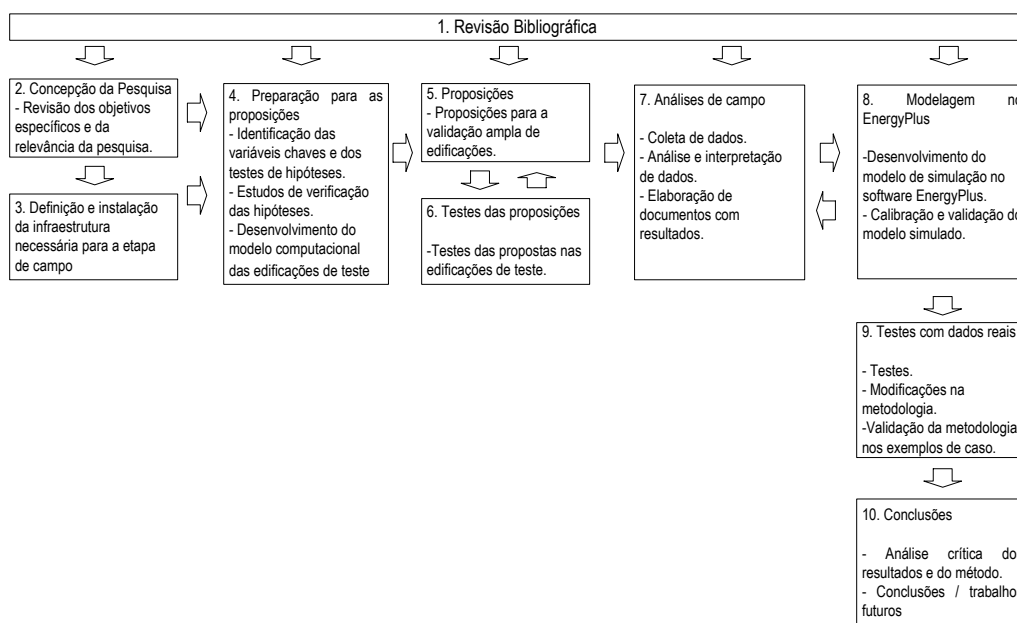 1. Revisão Bibliográfica
2. Concepção da Pesquisa
- Revisão dos objetivos
específicos e da
relevância da pesquisa.
3. Definição e instalação
da infraestrutura
necessária para a etapa
de campo
4. Preparação para as
proposições
- Identificação das
variáveis chaves e dos
testes de hipóteses.
- Estudos de verificação
das hipóteses.
- Desenvolvimento do
modelo computacional
das edificações de teste
5. Proposições
- Proposições para a
validação ampla de
edificações.
6. Testes das proposições
-Testes das propostas nas
edificações de teste.
7. Análises de campo
- Coleta de dados.
- Análise e interpretação
de dados.
- Elaboração de
documentos com
resultados.
8. Modelagem no
EnergyPlus
-Desenvolvimento do
modelo de simulação no
software EnergyPlus.
- Calibração e validação do
modelo simulado.
9. Testes com dados reais
- Testes.
- Modificações na
metodologia.
-Validação da metodologia
nos exemplos de caso.
10. Conclusões
- Análise crítica do
resultados e do método.
- Conclusões / trabalho
futuros